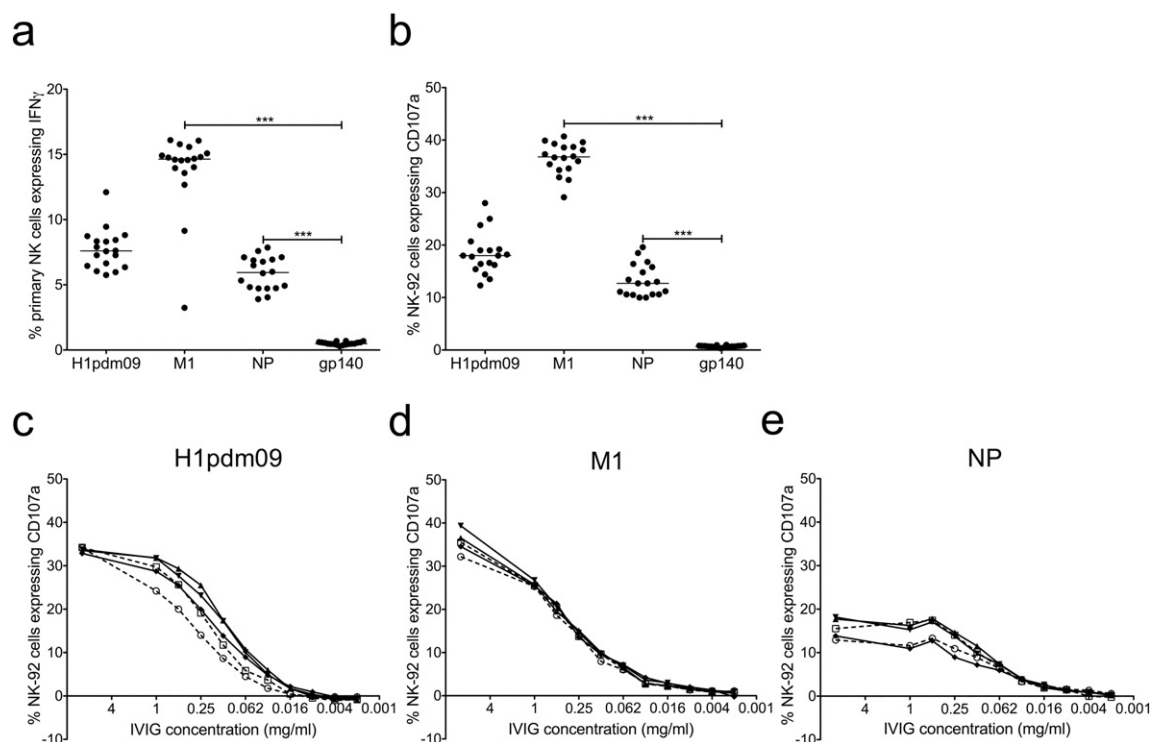 a
% primary NK cells expressing IFNγ
20
15
10
5
0
***
***
H1pdm09 M1 NP gp140
b
% NK-92 cells expressing CD107a
50
40
30
20
10
0
***
***
H1pdm09 M1 NP gp140
c
H1pdm09
% NK-92 cells expressing CD107a
50
40
30
20
10
0
-10
4 1 0.25 0.062 0.016 0.004 0.001
IVIG concentration (mg/ml)
d
M1
% NK-92 cells expressing CD107a
50
40
30
20
10
0
-10
4 1 0.25 0.062 0.016 0.004 0.001
IVIG concentration (mg/ml)
e
NP
% NK-92 cells expressing CD107a
50
40
30
20
10
0
-10
4 1 0.25 0.062 0.016 0.004 0.001
IVIG concentration (mg/ml)